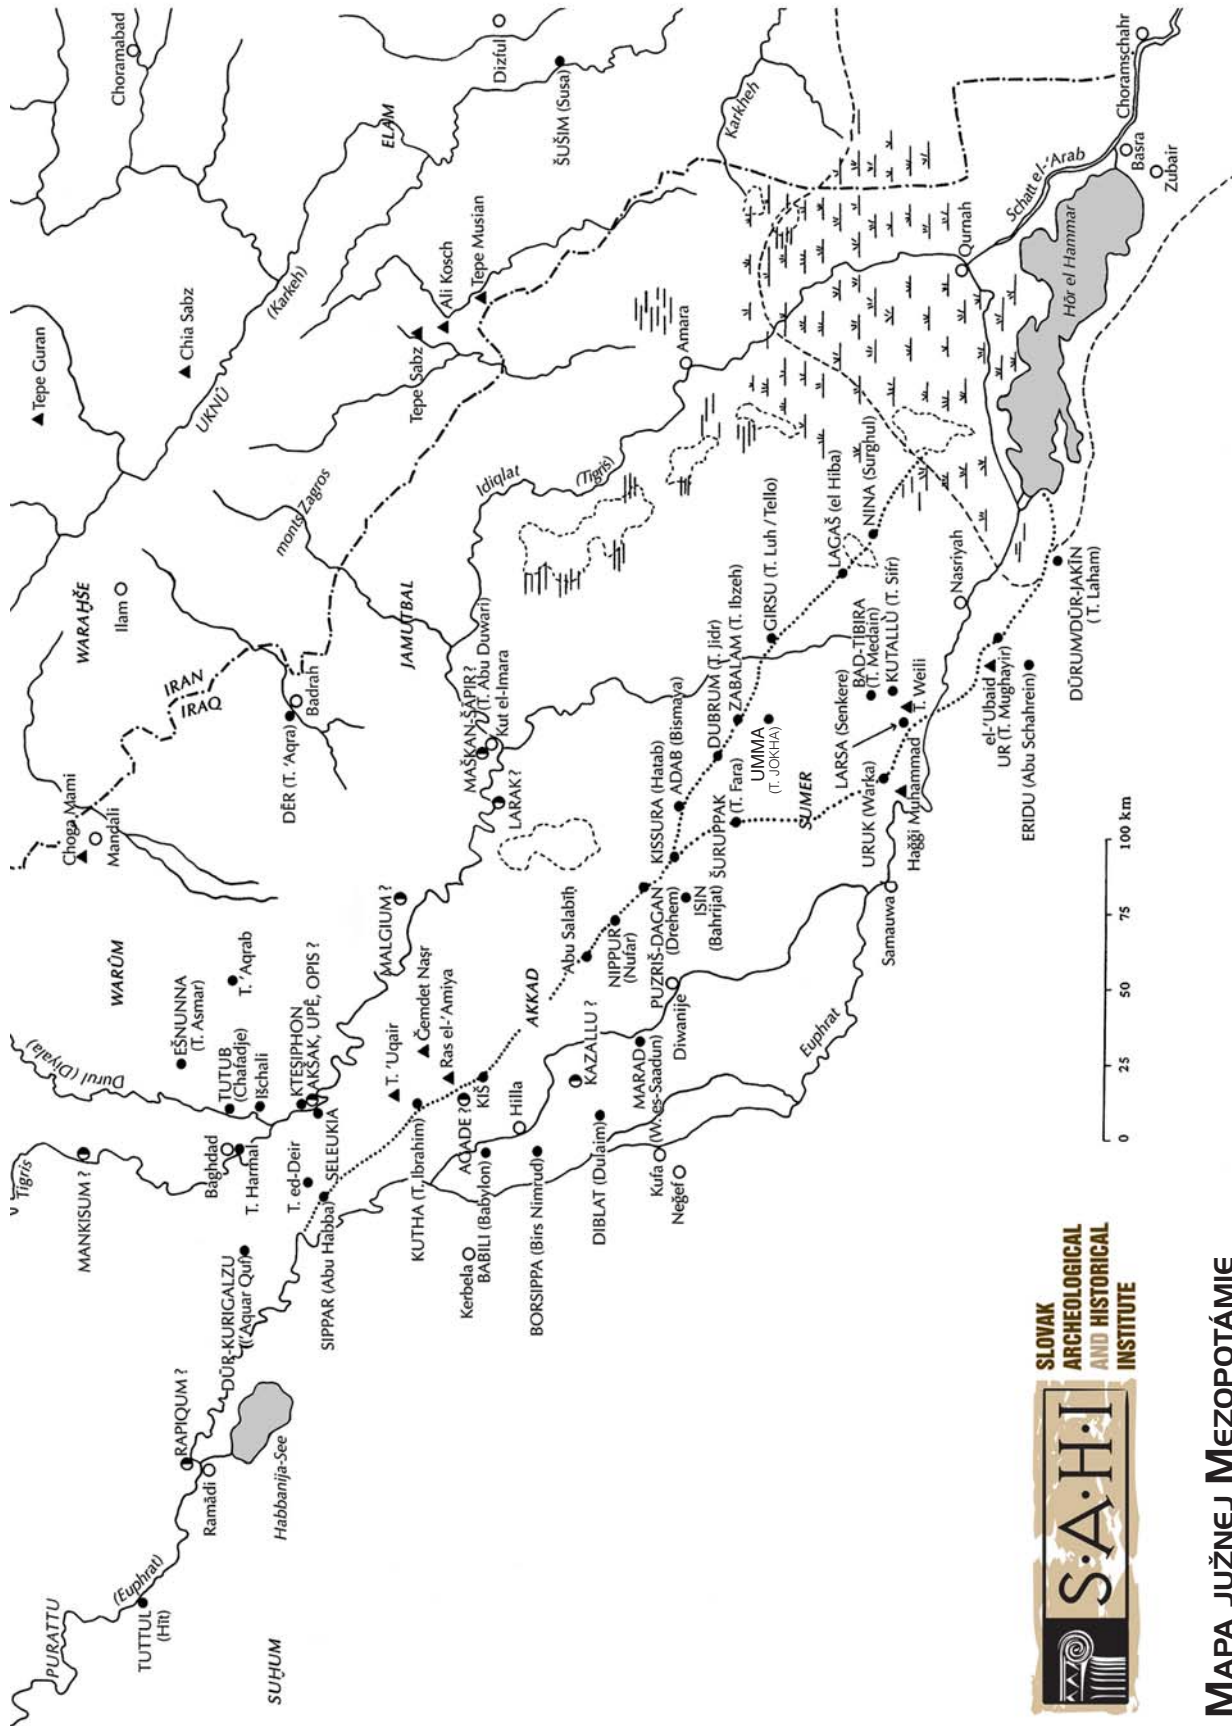 PURATTU
(Euphrat)
TUTTUL
(Hīt)
SUḪUM
RAPIQUM ?
Ramādi
Habbanija-See
DŪR-KURIGALZU
('Aquar Quf)
Tigris
MANKISUM ?
Baghdad
T. Harmal
Durul (Diyala)
WARÛM
EŠNUNNA
(T. Asmar)
TUTUB
(Chafadje)
Išchali
T. 'Aqrab
KTESIPHON
AKŠAK, UPÊ, OPIS ?
SELEUKIA
T. ed-Deir
SIPPAR (Abu Habba)
Choga Mami
Mandali
WARAḪŠE
Ilam
IRAN
IRAQ
DĒR (T. 'Aqra)
Badrah
monts Zagros
Tepe Guran
Chia Sabz
UKNÛ
(Karkeh)
Choramabad
ELAM
Dizful
ŠUŠIM (Susa)
Tepe Sabz
Ali Kosch
Tepe Musian
MALGIUM ?
T. 'Uqair
Ǧemdet Naṣr
Ras el-'Amiya
KUTHA (T. Ibrahim)
AGADE ?
KIŠ
Kerbela
BABILI (Babylon)
Hilla
BORSIPPA (Birs Nimrud)
AKKAD
JAMUTBAL
MAŠKAN-ŠĀPIR ?
(T. Abu Duwari)
Kut el-Imara
LARAK ?
Idiqlat
(Tigris)
Amara
Karkheh
KAZALLU ?
DIBLAT (Dulaim)
MARAD
(W. es-Saadun)
Kufa
Neǧef
Diwanije
'Abu Salabīḫ
NIPPUR
(Nufar)
PUZRIŠ-DAGAN
(Drehem)
ISIN
(Bahrijat)
KISSURA (Hatab)
ADAB (Bismaya)
ŠURUPPAK
(T. Fara)
DUBRUM (T. Jidr)
ZABALAM (T. Ibzeh)
UMMA
(T. JOKHA)
GIRSU (T. Luh / Tello)
LAGAŠ (el Hiba)
NINA (Surghul)
SUMER
Euphrat
Samauwa
URUK (Warka)
Haǧǧi Muhammad
LARSA (Senkere)
BAD-TIBIRA
(T. Medain)
KUTALLÙ (T. Sifr)
T. Weili
Nasriyah
el-'Ubaid
UR (T. Mughayir)
ERIDU (Abu Schahrein)
DŪRUM/DŪR-JAKĪN
( T. Laham)
Qurnah
Schatt el-'Arab
Hōr el Hammar
Basra
Zubair
Choramschahr
0 25 50 75 100 km
S·A·H·I
SLOVAK
ARCHEOLOGICAL
AND HISTORICAL
INSTITUTE
MAPA JUŽNEJ MEZOPOTÁMIE